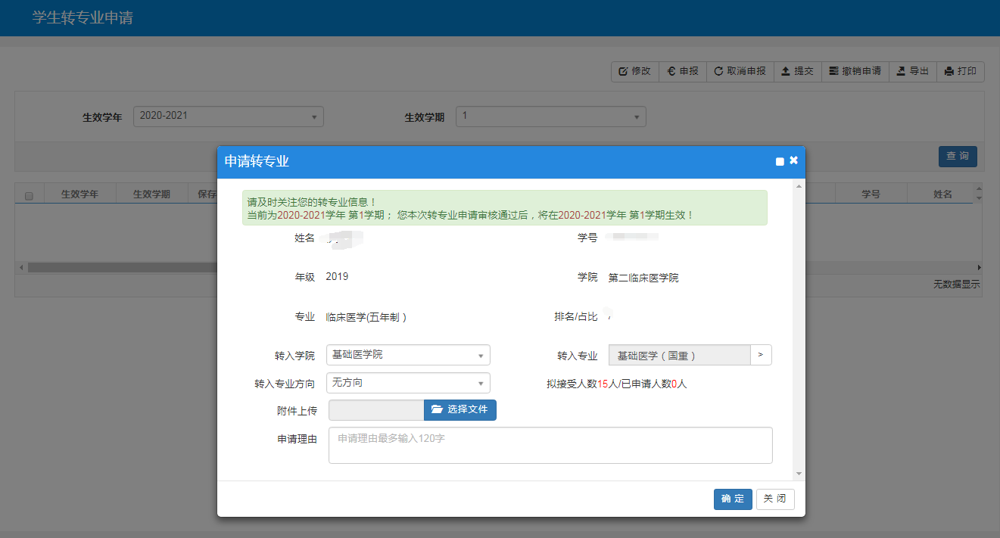 学生转专业申请
修改 申报 取消申报 提交 撤销申请 导出 打印
生效学年 2020-2021 生效学期 1
查 询
生效学年 生效学期 保存 学号 姓名
无数据显示
申请转专业
请及时关注您的转专业信息！
当前为2020-2021学年 第1学期； 您本次转专业申请审核通过后，将在2020-2021学年 第1学期生效！
姓名 学号
年级 2019 学院 第二临床医学院
专业 临床医学(五年制） 排名/占比 /
转入学院 基础医学院 转入专业 基础医学（国重） >
转入专业方向 无方向 拟接受人数15人/已申请人数0人
附件上传 选择文件
申请理由 申请理由最多输入120字
确 定 关 闭